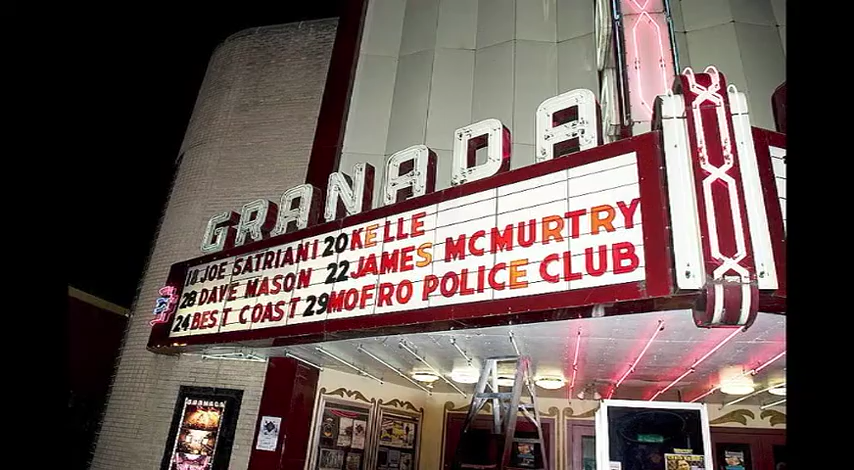 GRANADA
18 JOE SATRIANI 20 KELLE
28 DAVE MASON 22 JAMES MCMURTRY
24 BEST COAST 29 MOFRO POLICE CLUB
GRANADA